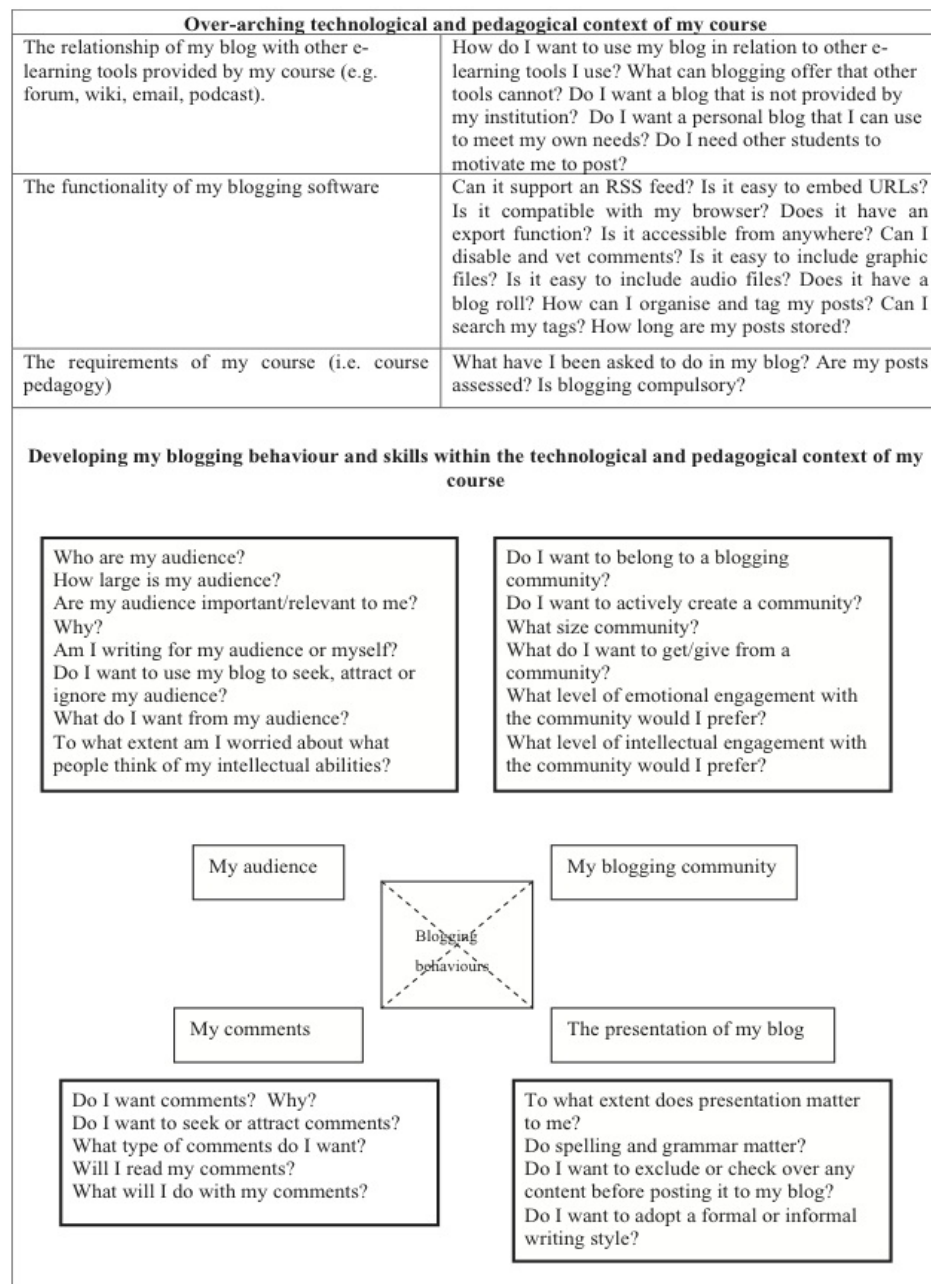 Over-arching technological and pedagogical context of my course
The relationship of my blog with other e-
learning tools provided by my course (e.g.
forum, wiki, email, podcast).
How do I want to use my blog in relation to other e-
learning tools I use? What can blogging offer that other
tools cannot? Do I want a blog that is not provided by
my institution? Do I want a personal blog that I can use
to meet my own needs? Do I need other students to
motivate me to post?
The functionality of my blogging software
Can it support an RSS feed? Is it easy to embed URLs?
Is it compatible with my browser? Does it have an
export function? Is it accessible from anywhere? Can I
disable and vet comments? Is it easy to include graphic
files? Is it easy to include audio files? Does it have a
blog roll? How can I organise and tag my posts? Can I
search my tags? How long are my posts stored?
The requirements of my course (i.e. course
pedagogy)
What have I been asked to do in my blog? Are my posts
assessed? Is blogging compulsory?
Developing my blogging behaviour and skills within the technological and pedagogical context of my
course
Who are my audience?
How large is my audience?
Are my audience important/relevant to me?
Why?
Am I writing for my audience or myself?
Do I want to use my blog to seek, attract or
ignore my audience?
What do I want from my audience?
To what extent am I worried about what
people think of my intellectual abilities?
Do I want to belong to a blogging
community?
Do I want to actively create a community?
What size community?
What do I want to get/give from a
community?
What level of emotional engagement with
the community would I prefer?
What level of intellectual engagement with
the community would I prefer?
My audience
My blogging community
Blogging
behaviours
My comments
The presentation of my blog
Do I want comments? Why?
Do I want to seek or attract comments?
What type of comments do I want?
Will I read my comments?
What will I do with my comments?
To what extent does presentation matter
to me?
Do spelling and grammar matter?
Do I want to exclude or check over any
content before posting it to my blog?
Do I want to adopt a formal or informal
writing style?